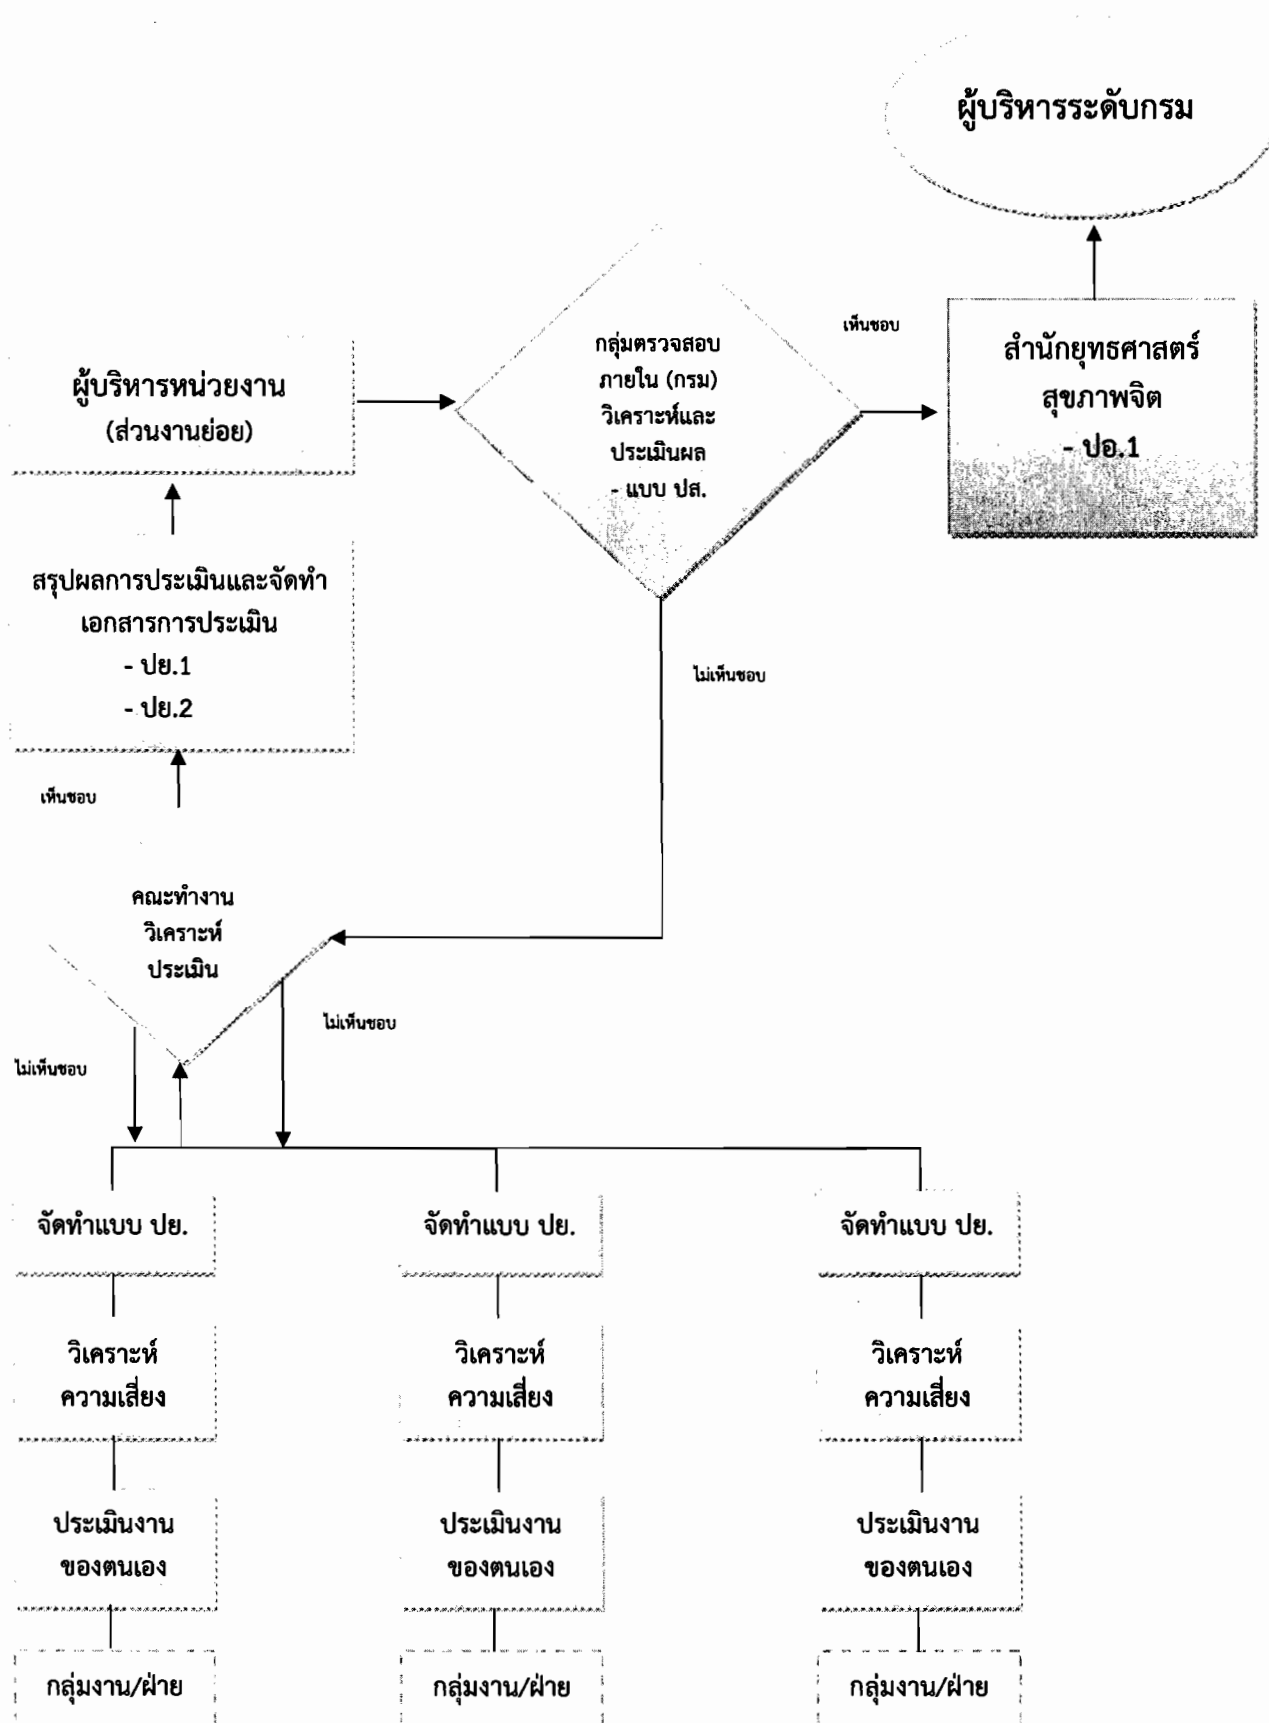 ผู้บริหารระดับกรม
เห็นชอบ
กลุ่มตรวจสอบ
ภายใน (กรม)
วิเคราะห์และ
ประเมินผล
- แบบ ปส.
สำนักยุทธศาสตร์
สุขภาพจิต
- ปอ.1
ผู้บริหารหน่วยงาน
(ส่วนงานย่อย)
สรุปผลการประเมินและจัดทำ
เอกสารการประเมิน
- ปย.1
- ปย.2
ไม่เห็นชอบ
เห็นชอบ
คณะทำงาน
วิเคราะห์
ประเมิน
ไม่เห็นชอบ
ไม่เห็นชอบ
จัดทำแบบ ปย.
จัดทำแบบ ปย.
จัดทำแบบ ปย.
วิเคราะห์
ความเสี่ยง
วิเคราะห์
ความเสี่ยง
วิเคราะห์
ความเสี่ยง
ประเมินงาน
ของตนเอง
ประเมินงาน
ของตนเอง
ประเมินงาน
ของตนเอง
กลุ่มงาน/ฝ่าย
กลุ่มงาน/ฝ่าย
กลุ่มงาน/ฝ่าย